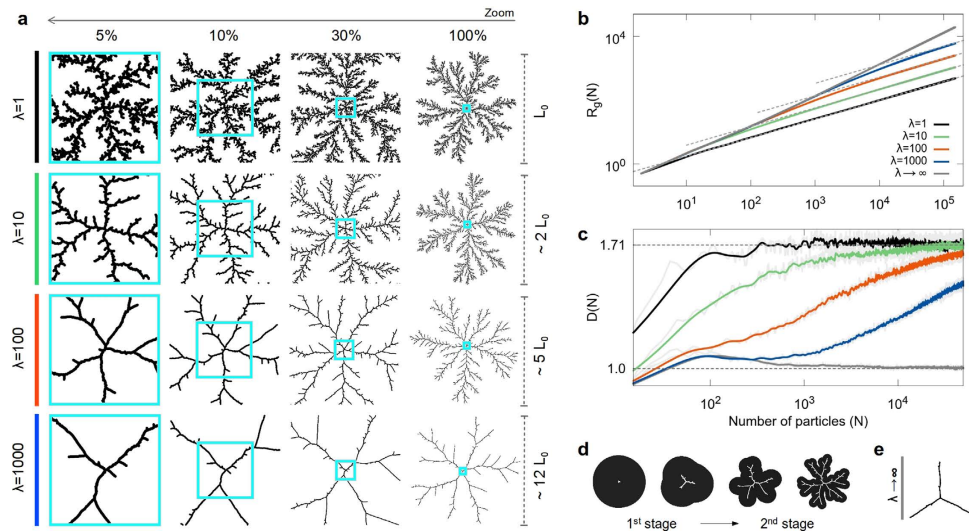 a
Zoom
5%
10%
30%
100%
λ=1
L₀
λ=10
~ 2 L₀
λ=100
~ 5 L₀
λ=1000
~ 12 L₀
b
10⁴
10⁰
R_g(N)
10¹
10²
10³
10⁴
10⁵
λ=1
λ=10
λ=100
λ=1000
λ→∞
c
1.71
1.0
D(N)
10²
10³
10⁴
Number of particles (N)
d
1ˢᵗ stage
2ⁿᵈ stage
e
λ→∞